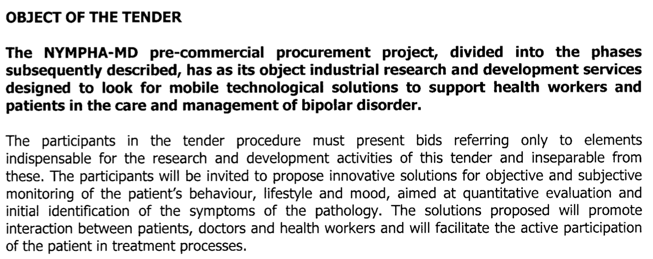 OBJECT OF THE TENDER
The NYMPHA-MD pre-commercial procurement project, divided into the phases
subsequently described, has as its object industrial research and development services
designed to look for mobile technological solutions to support health workers and
patients in the care and management of bipolar disorder.
The participants in the tender procedure must present bids referring only to elements
indispensable for the research and development activities of this tender and inseparable from
these. The participants will be invited to propose innovative solutions for objective and subjective
monitoring of the patient's behaviour, lifestyle and mood, aimed at quantitative evaluation and
initial identification of the symptoms of the pathology. The solutions proposed will promote
interaction between patients, doctors and health workers and will facilitate the active participation
of the patient in treatment processes.